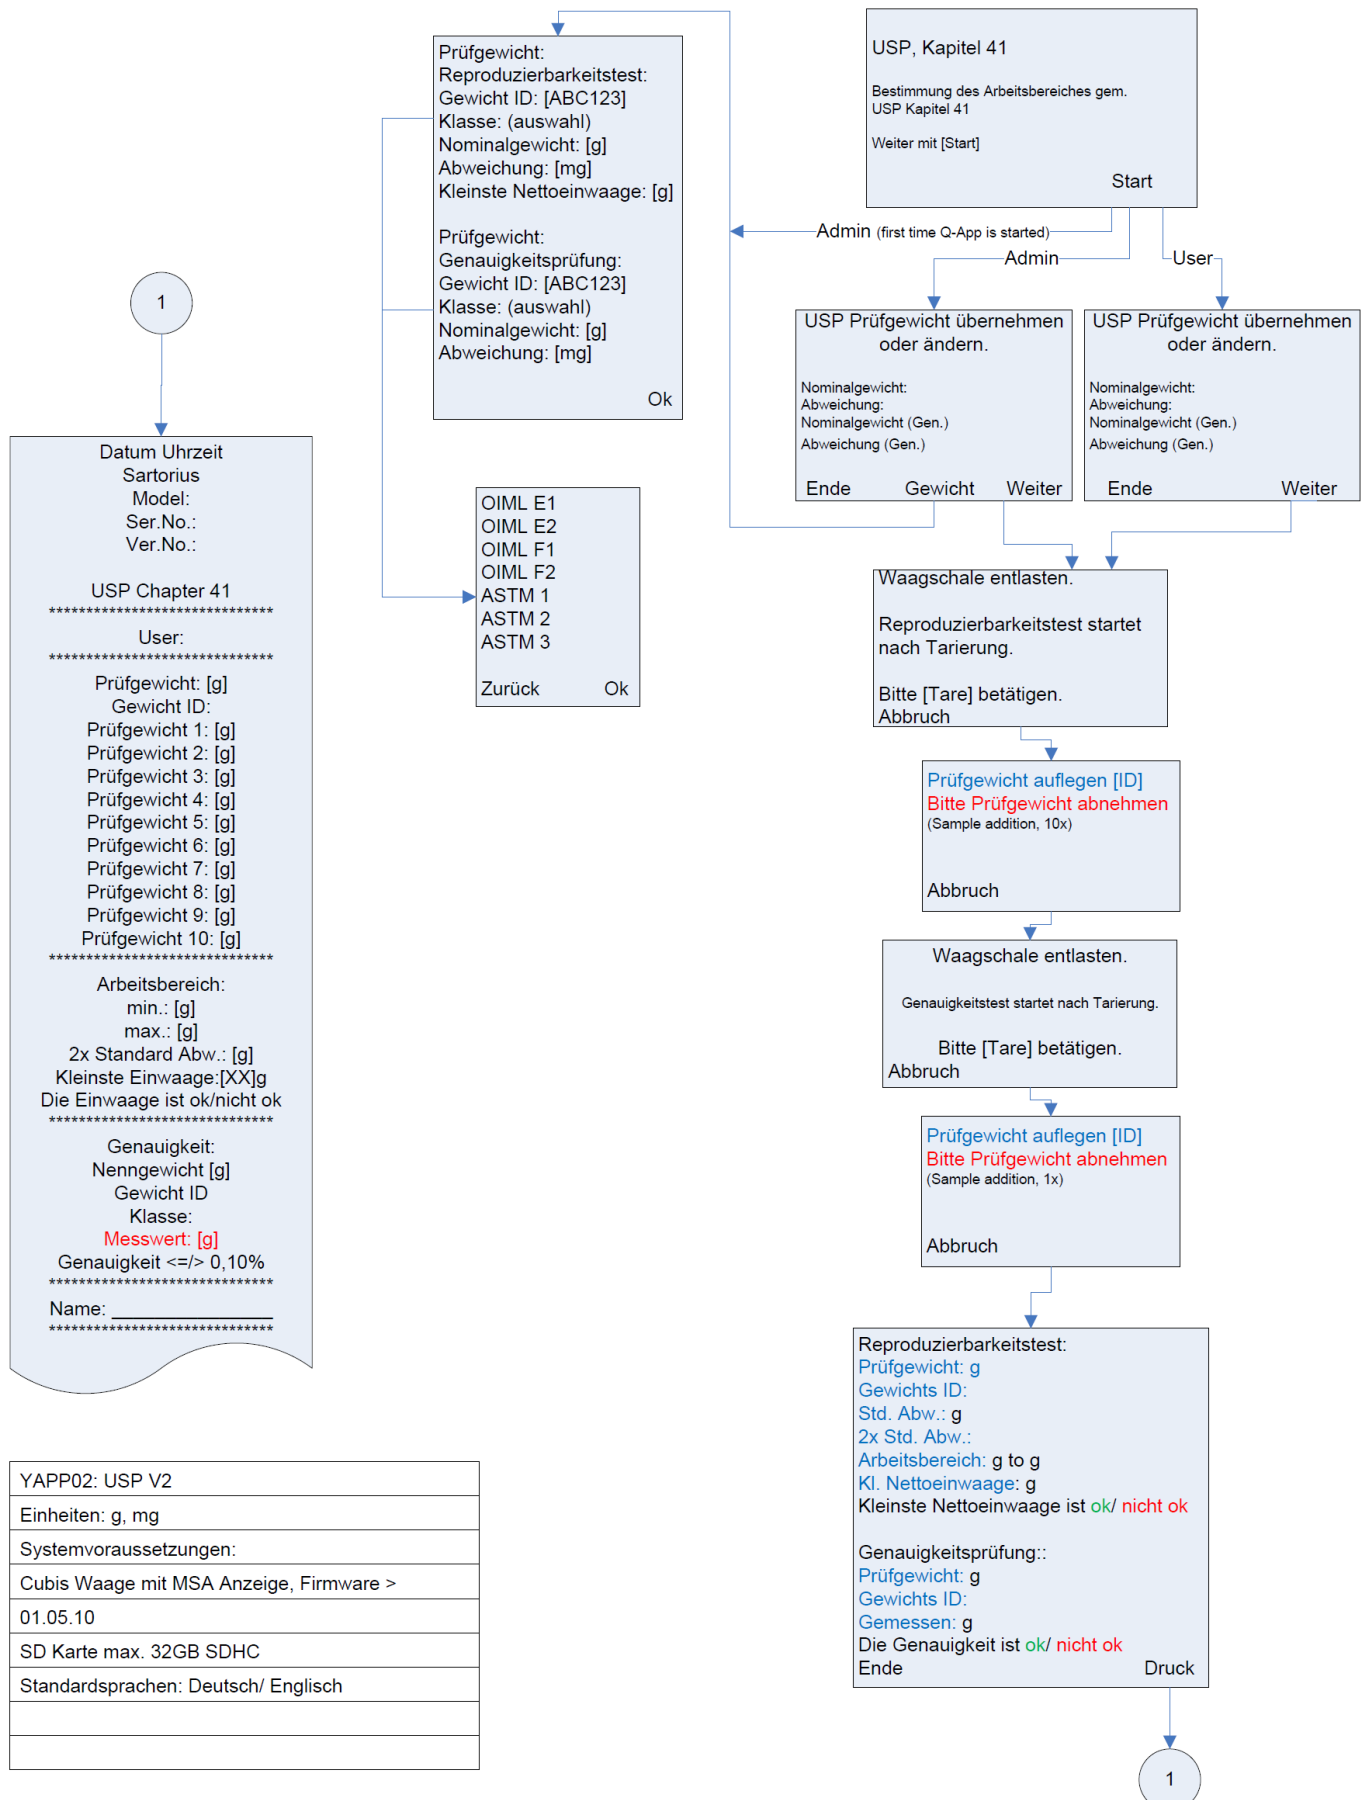 USP, Kapitel 41
Bestimmung des Arbeitsbereiches gem.
USP Kapitel 41
Weiter mit [Start]
Start
Admin (first time Q-App is started)
Admin
User
Prüfgewicht:
Reproduzierbarkeitstest:
Gewicht ID: [ABC123]
Klasse: (auswahl)
Nominalgewicht: [g]
Abweichung: [mg]
Kleinste Nettoeinwaage: [g]
Prüfgewicht:
Genauigkeitsprüfung:
Gewicht ID: [ABC123]
Klasse: (auswahl)
Nominalgewicht: [g]
Abweichung: [mg]
Ok
OIML E1
OIML E2
OIML F1
OIML F2
ASTM 1
ASTM 2
ASTM 3
Zurück Ok
USP Prüfgewicht übernehmen
oder ändern.
Nominalgewicht:
Abweichung:
Nominalgewicht (Gen.)
Abweichung (Gen.)
Ende Gewicht Weiter
USP Prüfgewicht übernehmen
oder ändern.
Nominalgewicht:
Abweichung:
Nominalgewicht (Gen.)
Abweichung (Gen.)
Ende Weiter
Waagschale entlasten.
Reproduzierbarkeitstest startet
nach Tarierung.
Bitte [Tare] betätigen.
Abbruch
Prüfgewicht auflegen [ID]
Bitte Prüfgewicht abnehmen
(Sample addition, 10x)
Abbruch
Waagschale entlasten.
Genauigkeitstest startet nach Tarierung.
Bitte [Tare] betätigen.
Abbruch
Prüfgewicht auflegen [ID]
Bitte Prüfgewicht abnehmen
(Sample addition, 1x)
Abbruch
Reproduzierbarkeitstest:
Prüfgewicht: g
Gewichts ID:
Std. Abw.: g
2x Std. Abw.:
Arbeitsbereich: g to g
Kl. Nettoeinwaage: g
Kleinste Nettoeinwaage ist ok/ nicht ok
Genauigkeitsprüfung::
Prüfgewicht: g
Gewichts ID:
Gemessen: g
Die Genauigkeit ist ok/ nicht ok
Ende Druck
1
1
Datum Uhrzeit
Sartorius
Model:
Ser.No.:
Ver.No.:
USP Chapter 41
******************************
User:
******************************
Prüfgewicht: [g]
Gewicht ID:
Prüfgewicht 1: [g]
Prüfgewicht 2: [g]
Prüfgewicht 3: [g]
Prüfgewicht 4: [g]
Prüfgewicht 5: [g]
Prüfgewicht 6: [g]
Prüfgewicht 7: [g]
Prüfgewicht 8: [g]
Prüfgewicht 9: [g]
Prüfgewicht 10: [g]
******************************
Arbeitsbereich:
min.: [g]
max.: [g]
2x Standard Abw.: [g]
Kleinste Einwaage:[XX]g
Die Einwaage ist ok/nicht ok
******************************
Genauigkeit:
Nenngewicht [g]
Gewicht ID
Klasse:
Messwert: [g]
Genauigkeit <=/> 0,10%
******************************
Name: _______________
******************************
YAPP02: USP V2
Einheiten: g, mg
Systemvoraussetzungen:
Cubis Waage mit MSA Anzeige, Firmware >
01.05.10
SD Karte max. 32GB SDHC
Standardsprachen: Deutsch/ Englisch